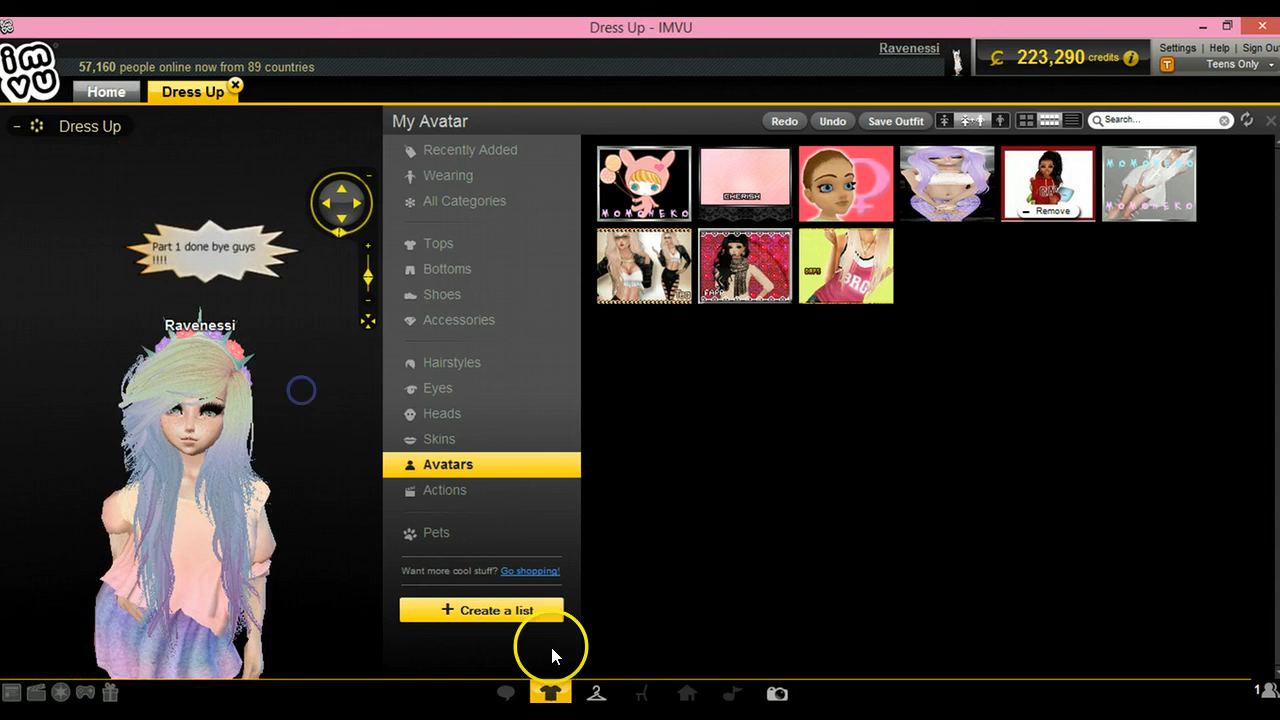 Dress Up - IMVU
imvu
57,160 people online now from 89 countries
Ravenessi
223,290 credits
Settings | Help | Sign Ou
T Teens Only
Home
Dress Up
Dress Up
My Avatar
Redo
Undo
Save Outfit
Search...
Recently Added
Wearing
All Categories
Tops
Bottoms
Shoes
Accessories
Hairstyles
Eyes
Heads
Skins
Avatars
Actions
Pets
Want more cool stuff? Go shopping!
+ Create a list
Part 1 done bye guys
!!!!
Ravenessi
MOMONEKO
CHERISH
Remove
MOMONEKO
1